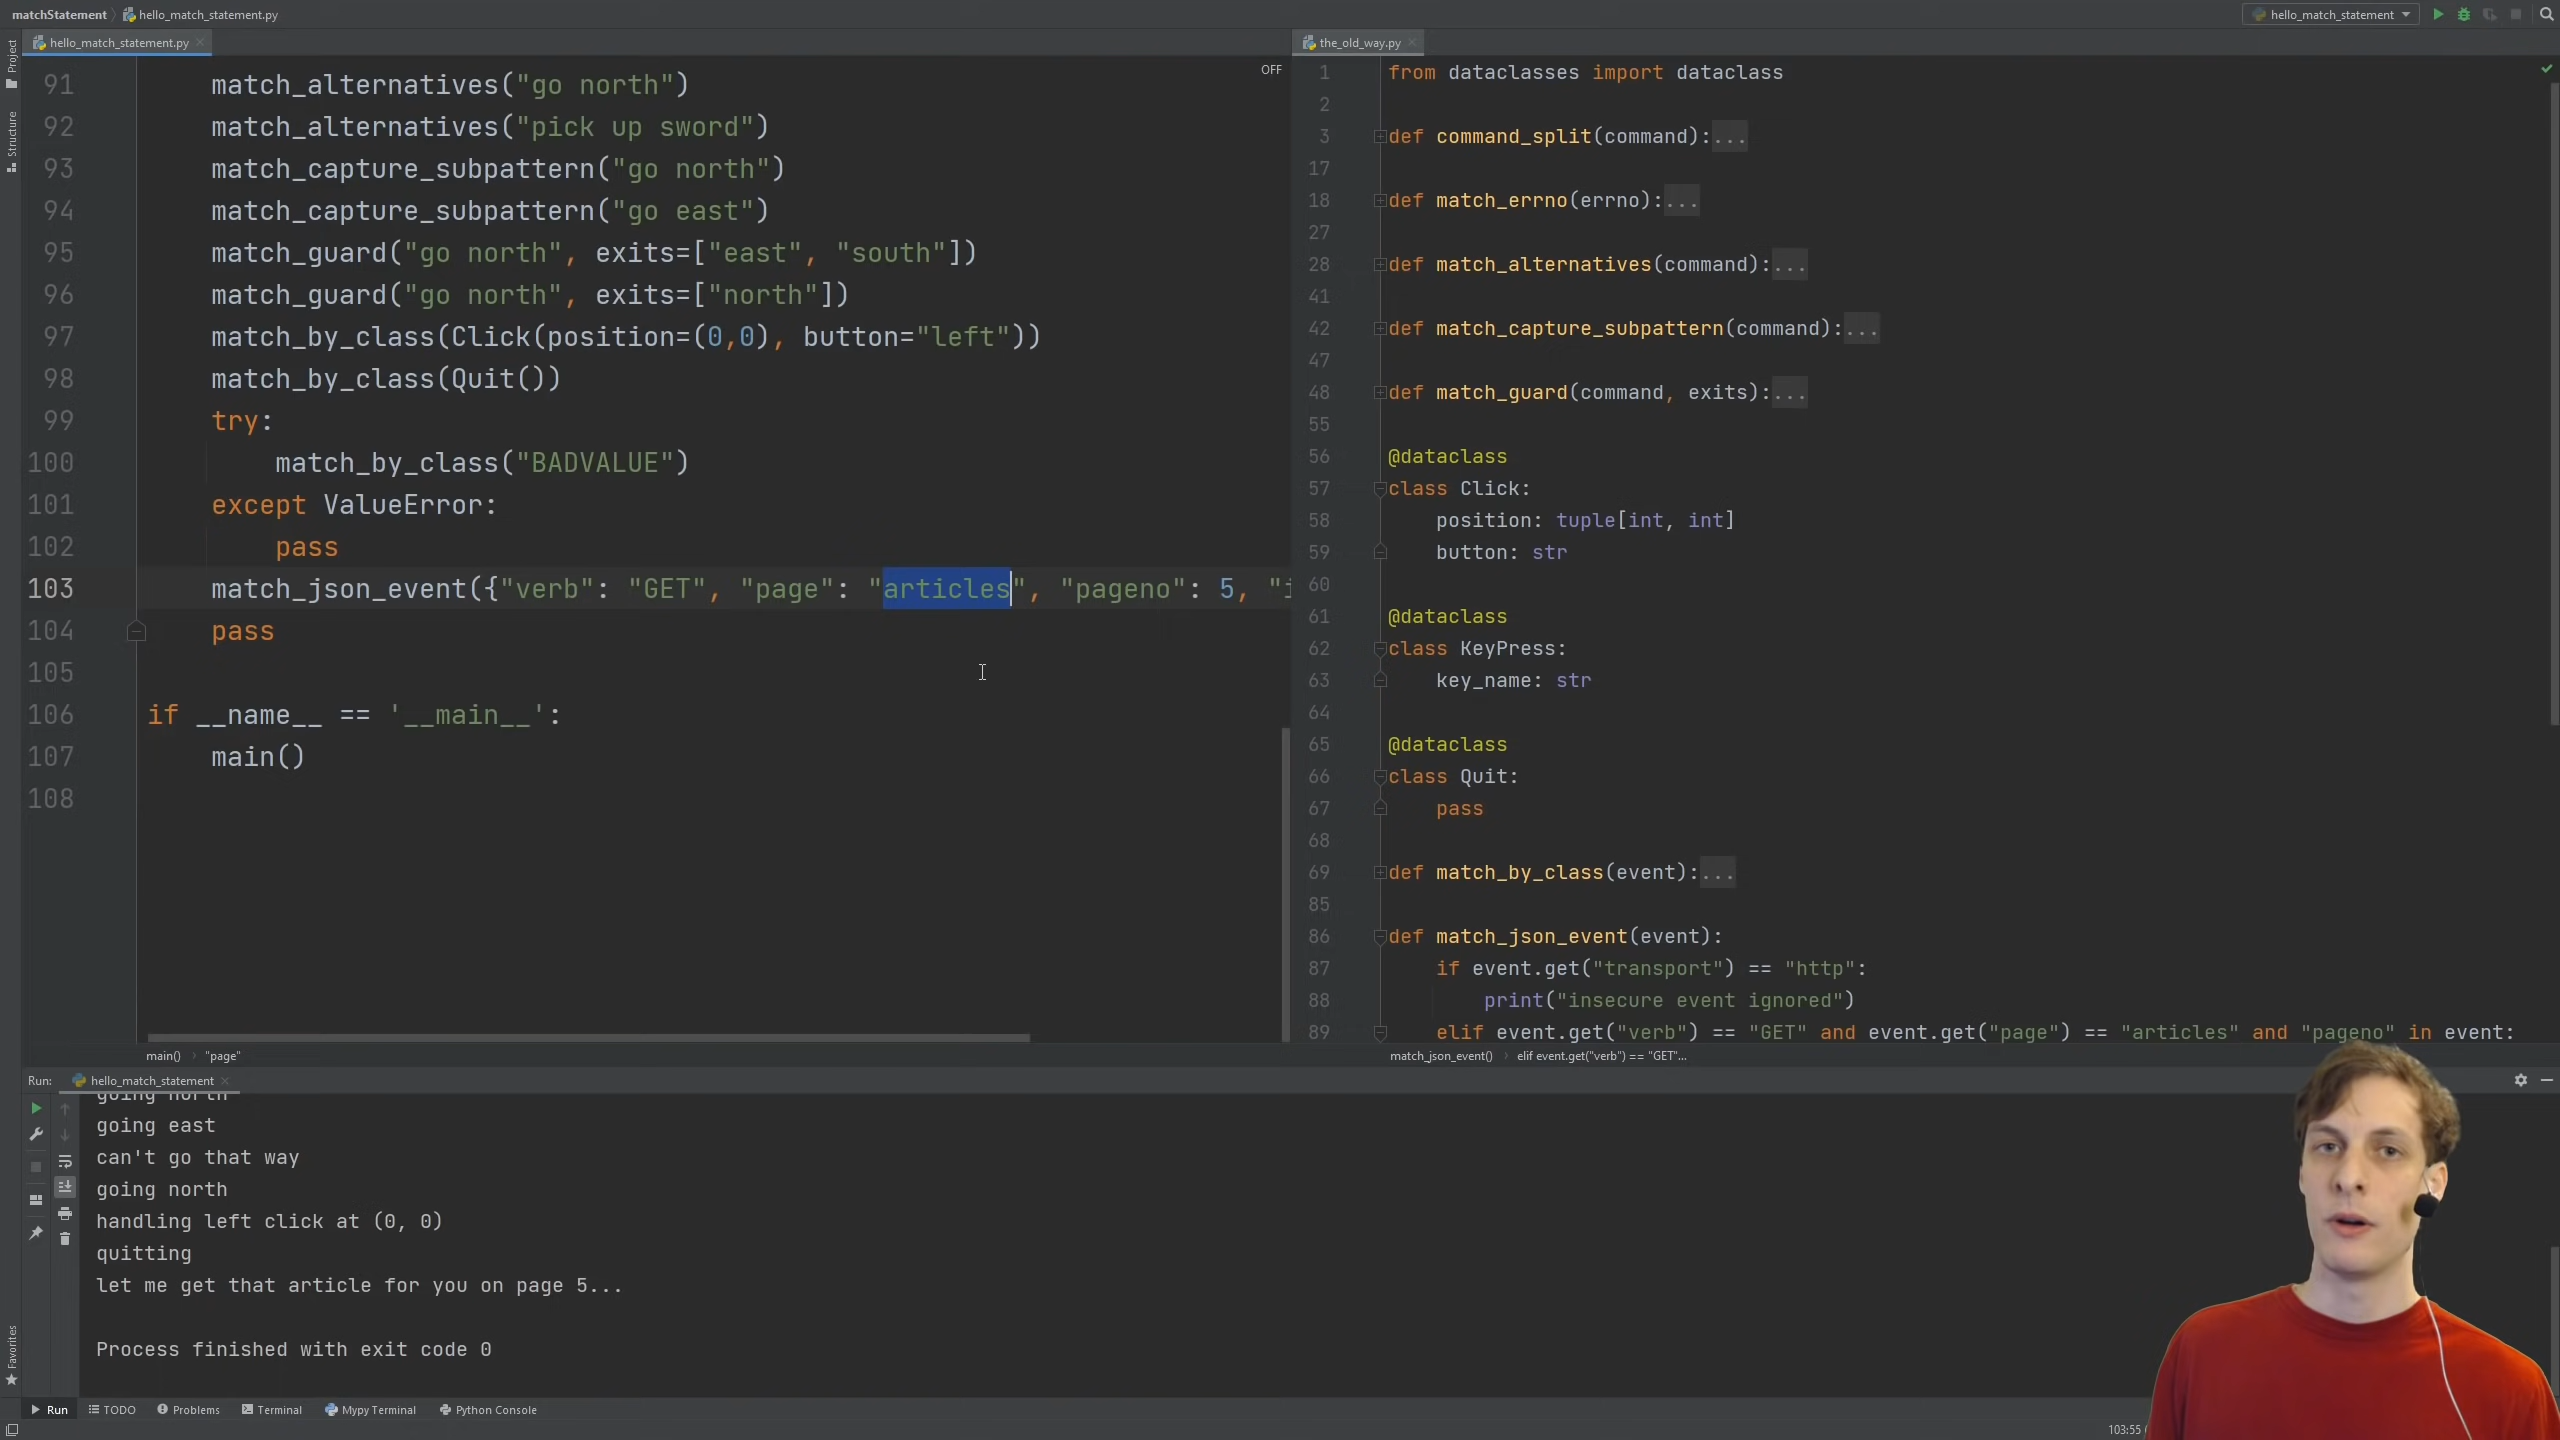 matchStatement hello_match_statement.py
hello_match_statement
hello_match_statement.py
the_old_way.py
Project
Structure
Favorites
OFF
91 match_alternatives("go north")
92 match_alternatives("pick up sword")
93 match_capture_subpattern("go north")
94 match_capture_subpattern("go east")
95 match_guard("go north", exits=["east", "south"])
96 match_guard("go north", exits=["north"])
97 match_by_class(Click(position=(0,0), button="left"))
98 match_by_class(Quit())
99 try:
100 match_by_class("BADVALUE")
101 except ValueError:
102 pass
103 match_json_event({"verb": "GET", "page": "articles", "pageno": 5, "
104 pass
105
106 if __name__ == '__main__':
107 main()
108
main() "page"
1 from dataclasses import dataclass
2
3 def command_split(command):...
17
18 def match_errno(errno):...
27
28 def match_alternatives(command):...
41
42 def match_capture_subpattern(command):...
47
48 def match_guard(command, exits):...
55
56 @dataclass
57 class Click:
58 position: tuple[int, int]
59 button: str
60
61 @dataclass
62 class KeyPress:
63 key_name: str
64
65 @dataclass
66 class Quit:
67 pass
68
69 def match_by_class(event):...
85
86 def match_json_event(event):
87 if event.get("transport") == "http":
88 print("insecure event ignored")
89 elif event.get("verb") == "GET" and event.get("page") == "articles" and "pageno" in event:
match_json_event() elif event.get("verb") == "GET"...
Run: hello_match_statement
going north
going east
can't go that way
going north
handling left click at (0, 0)
quitting
let me get that article for you on page 5...
Process finished with exit code 0
Run TODO Problems Terminal Mypy Terminal Python Console
103:55